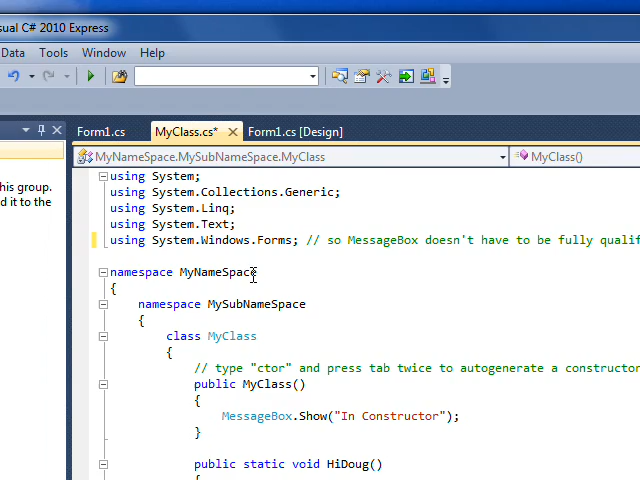 sual C# 2010 Express
Data Tools Window Help
Form1.cs MyClass.cs* Form1.cs [Design]
MyNameSpace.MySubNameSpace.MyClass MyClass()
his group.
d it to the
using System;
using System.Collections.Generic;
using System.Linq;
using System.Text;
using System.Windows.Forms; // so MessageBox doesn't have to be fully qualif
namespace MyNameSpace
{
namespace MySubNameSpace
{
class MyClass
{
// type "ctor" and press tab twice to autogenerate a constructor
public MyClass()
{
MessageBox.Show("In Constructor");
}
public static void HiDoug()
{